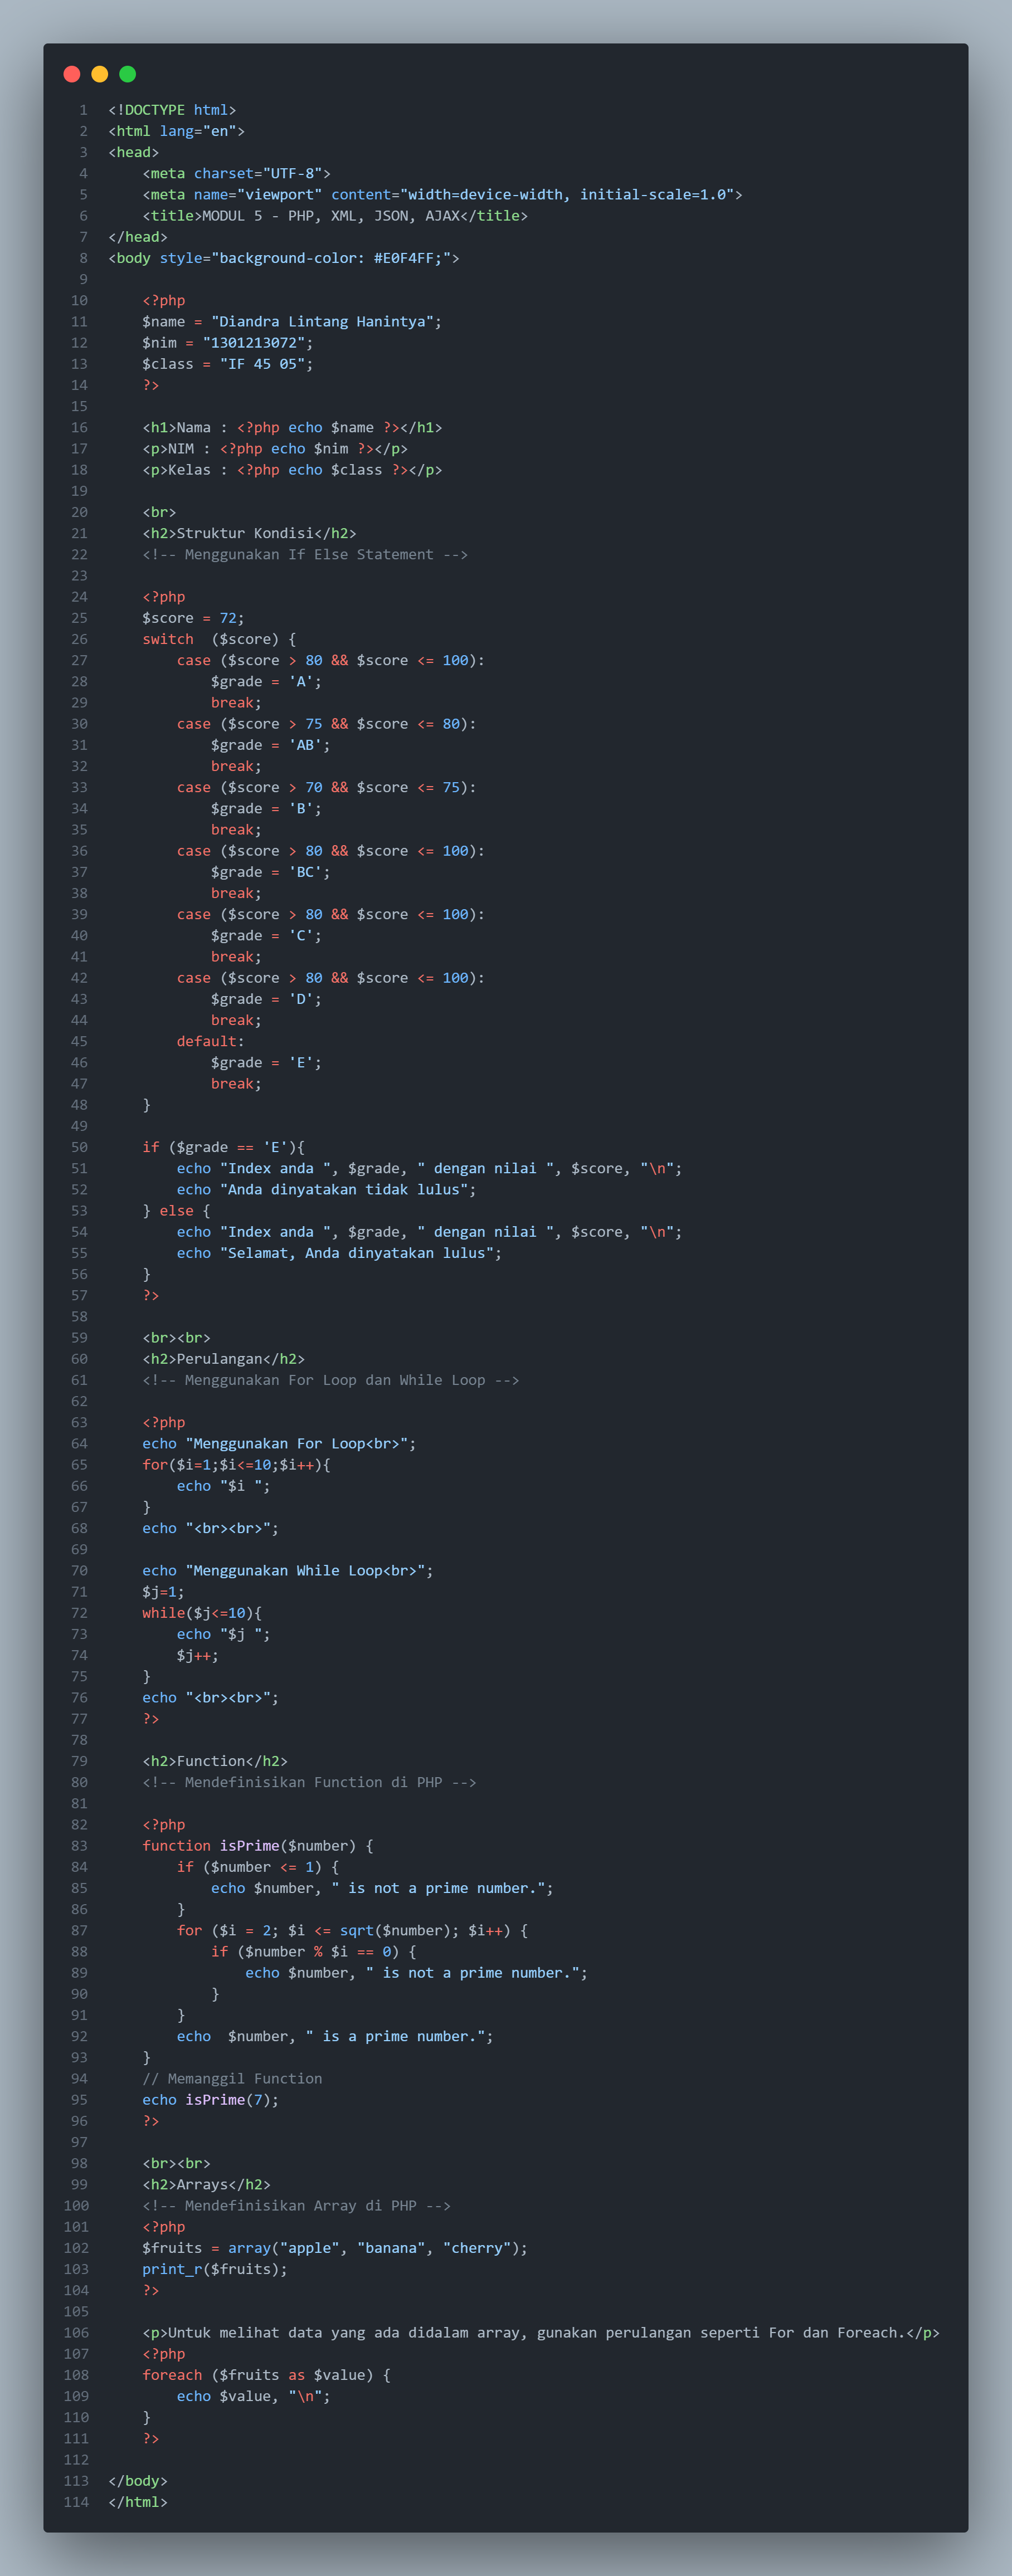 1 <!DOCTYPE html>
2 <html lang="en">
3 <head>
4     <meta charset="UTF-8">
5     <meta name="viewport" content="width=device-width, initial-scale=1.0">
6     <title>MODUL 5 - PHP, XML, JSON, AJAX</title>
7 </head>
8 <body style="background-color: #E0F4FF;">
9
10     <?php
11     $name = "Diandra Lintang Hanintya";
12     $nim = "1301213072";
13     $class = "IF 45 05";
14     ?>
15
16     <h1>Nama : <?php echo $name ?></h1>
17     <p>NIM : <?php echo $nim ?></p>
18     <p>Kelas : <?php echo $class ?></p>
19
20     <br>
21     <h2>Struktur Kondisi</h2>
22     <!-- Menggunakan If Else Statement -->
23
24     <?php
25     $score = 72;
26     switch  ($score) {
27         case ($score > 80 && $score <= 100):
28             $grade = 'A';
29             break;
30         case ($score > 75 && $score <= 80):
31             $grade = 'AB';
32             break;
33         case ($score > 70 && $score <= 75):
34             $grade = 'B';
35             break;
36         case ($score > 80 && $score <= 100):
37             $grade = 'BC';
38             break;
39         case ($score > 80 && $score <= 100):
40             $grade = 'C';
41             break;
42         case ($score > 80 && $score <= 100):
43             $grade = 'D';
44             break;
45         default:
46             $grade = 'E';
47             break;
48     }
49
50     if ($grade == 'E'){
51         echo "Index anda ", $grade, " dengan nilai ", $score, "\n";
52         echo "Anda dinyatakan tidak lulus";
53     } else {
54         echo "Index anda ", $grade, " dengan nilai ", $score, "\n";
55         echo "Selamat, Anda dinyatakan lulus";
56     }
57     ?>
58
59     <br><br>
60     <h2>Perulangan</h2>
61     <!-- Menggunakan For Loop dan While Loop -->
62
63     <?php
64     echo "Menggunakan For Loop<br>";
65     for($i=1;$i<=10;$i++){
66         echo "$i ";
67     }
68     echo "<br><br>";
69
70     echo "Menggunakan While Loop<br>";
71     $j=1;
72     while($j<=10){
73         echo "$j ";
74         $j++;
75     }
76     echo "<br><br>";
77     ?>
78
79     <h2>Function</h2>
80     <!-- Mendefinisikan Function di PHP -->
81
82     <?php
83     function isPrime($number) {
84         if ($number <= 1) {
85             echo $number, " is not a prime number.";
86         }
87         for ($i = 2; $i <= sqrt($number); $i++) {
88             if ($number % $i == 0) {
89                 echo $number, " is not a prime number.";
90             }
91         }
92         echo  $number, " is a prime number.";
93     }
94     // Memanggil Function
95     echo isPrime(7);
96     ?>
97
98     <br><br>
99     <h2>Arrays</h2>
100     <!-- Mendefinisikan Array di PHP -->
101     <?php
102     $fruits = array("apple", "banana", "cherry");
103     print_r($fruits);
104     ?>
105
106     <p>Untuk melihat data yang ada didalam array, gunakan perulangan seperti For dan Foreach.</p>
107     <?php
108     foreach ($fruits as $value) {
109         echo $value, "\n";
110     }
111     ?>
112
113 </body>
114 </html>